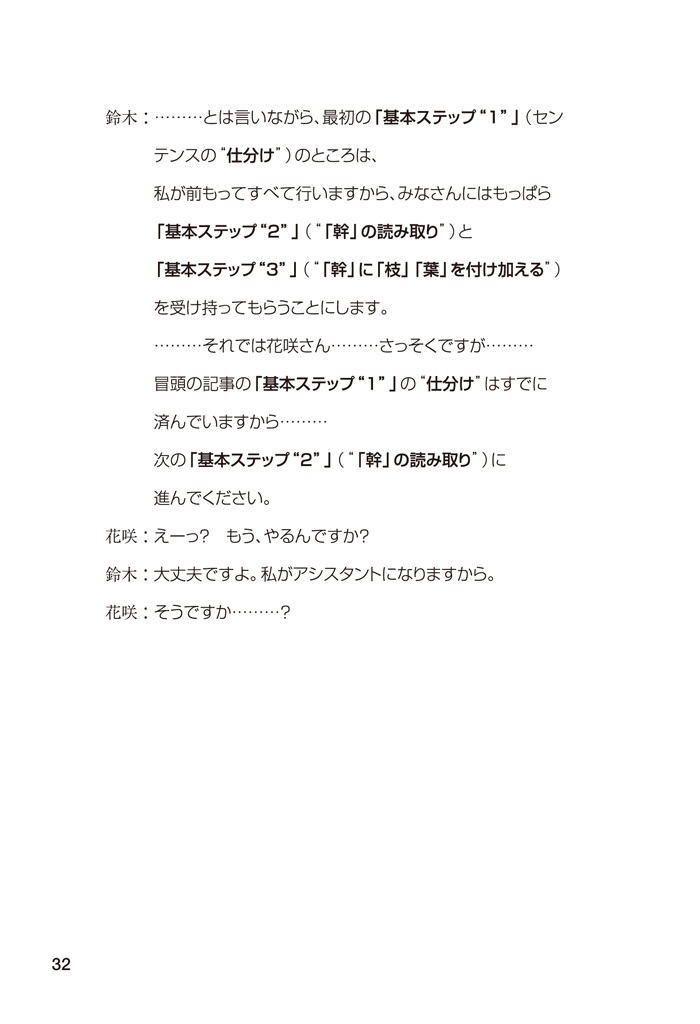 鈴木：………とは言いながら、最初の「基本ステップ“1”」（セン
テンスの“仕分け”）のところは、
私が前もってすべて行いますから、みなさんにはもっぱら
「基本ステップ“2”」（“「幹」の読み取り”）と
「基本ステップ“3”」（“「幹」に「枝」「葉」を付け加える”）
を受け持ってもらうことにします。
………それでは花咲さん………さっそくですが………
冒頭の記事の「基本ステップ“1”」の“仕分け”はすでに
済んでいますから………
次の「基本ステップ“2”」（“「幹」の読み取り”）に
進んでください。
花咲：えーっ？　もう、やるんですか？
鈴木：大丈夫ですよ。私がアシスタントになりますから。
花咲：そうですか………？
32